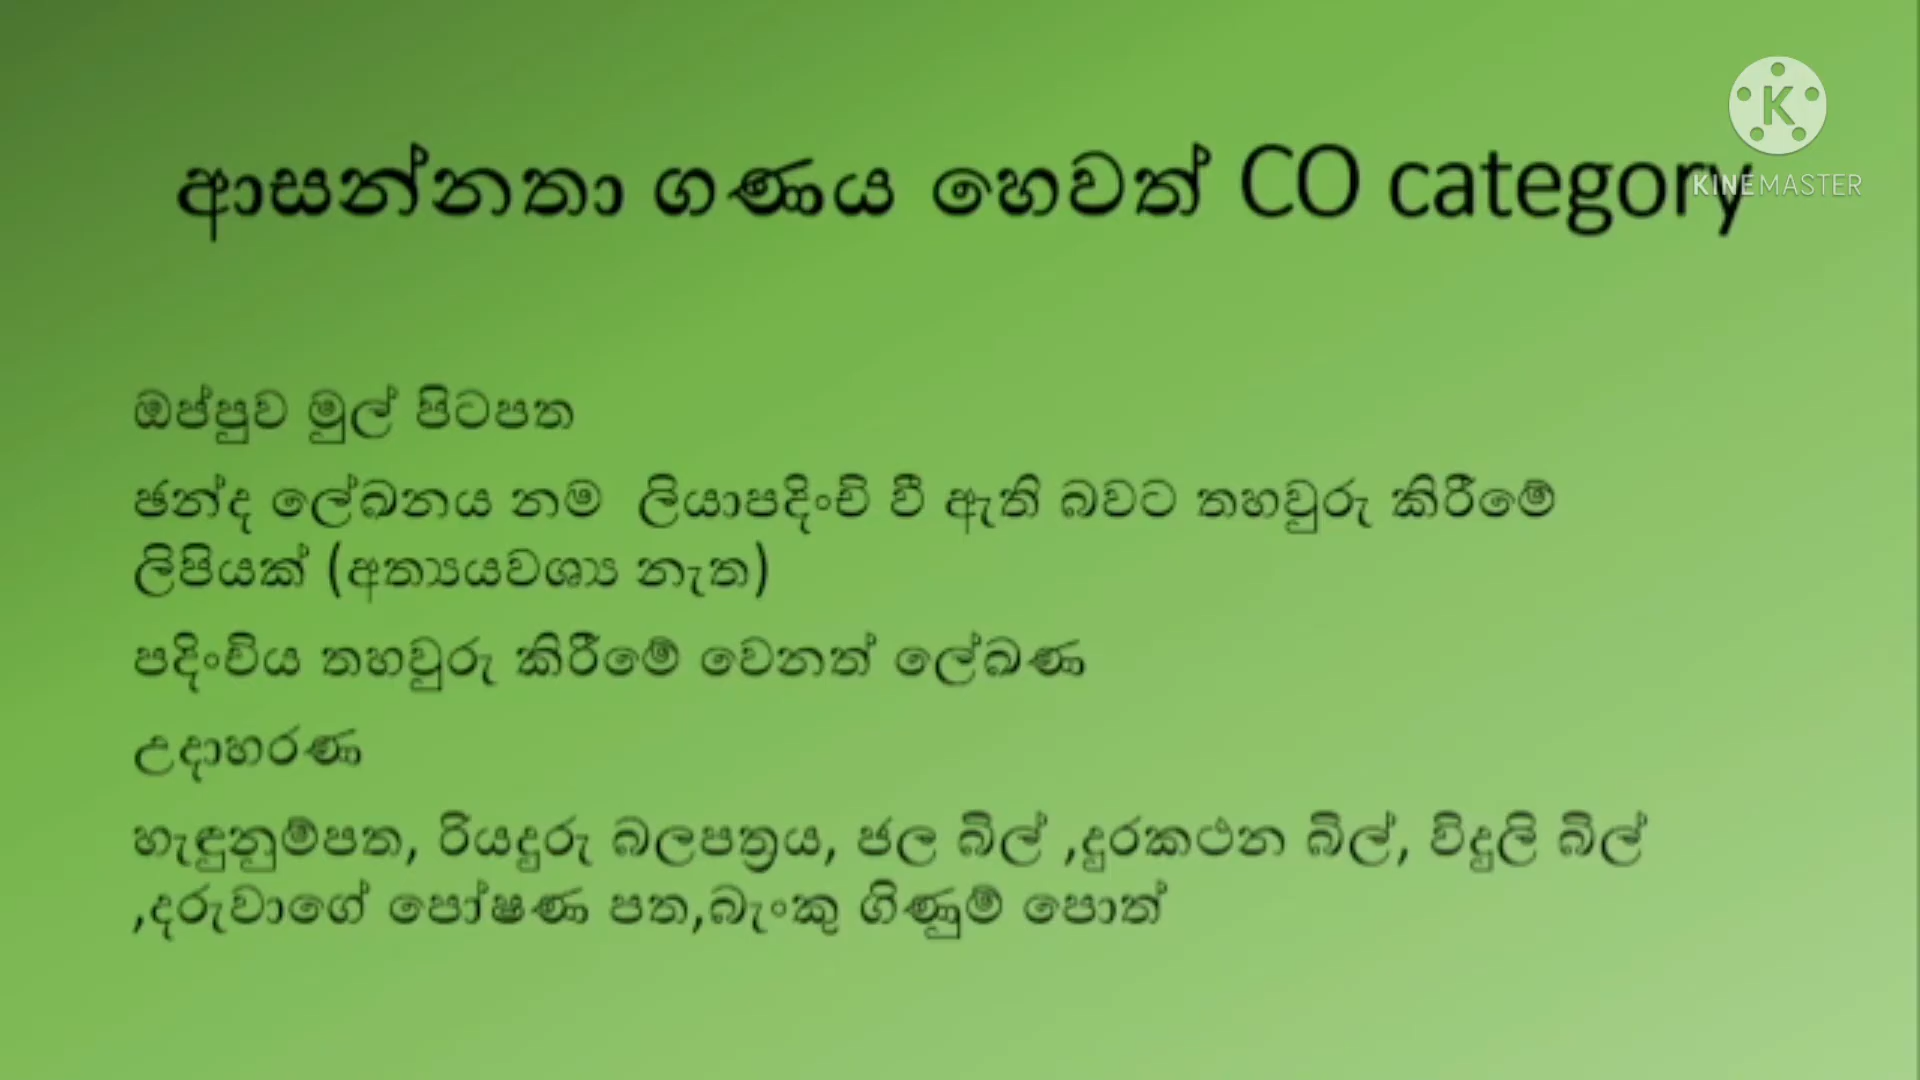 ආසන්නතා ගණය හෙවත් CO category
KINEMASTER
ඔප්පුව මුල් පිටපත
ඡන්ද ලේඛනය නම ලියාපදිංචි වී ඇති බවට තහවුරු කිරීමේ
ලිපියක් (අත්‍යයවශ්‍ය නැත)
පදිංචිය තහවුරු කිරීමේ වෙනත් ලේඛණ
උදාහරණ
හැඳුනුම්පත, රියදුරු බලපත්‍රය, ජල බිල් ,දුරකථන බිල්, විදුලි බිල්
,දරුවාගේ පෝෂණ පත,බැංකු ගිණුම් පොත්